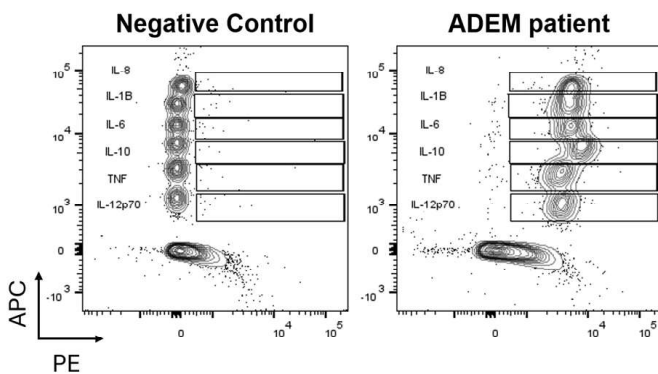 Negative Control
ADEM patient
10^5
IL-8
IL-1B
10^4
IL-6
IL-10
TNF
10^3
IL-12p70
0
-10^3
0
10^4
10^5
10^5
IL-8
IL-1B
10^4
IL-6
IL-10
TNF
10^3
IL-12p70
0
-10^3
0
10^4
10^5
APC
PE